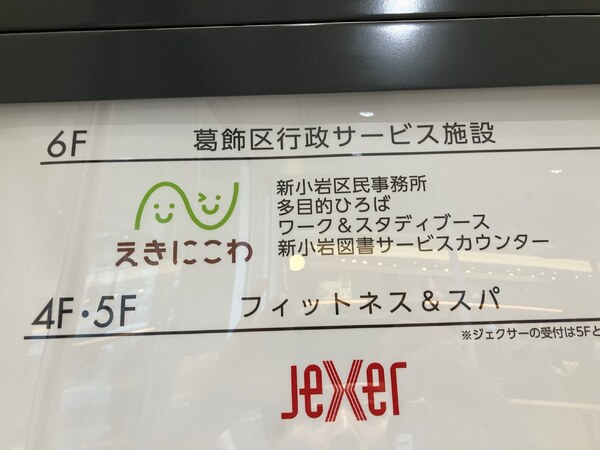 6F 葛飾区行政サービス施設
えきにこわ
新小岩区民事務所
多目的ひろば
ワーク＆スタディブース
新小岩図書サービスカウンター
4F・5F フィットネス＆スパ
※ジェクサーの受付は5Fと
JeXer